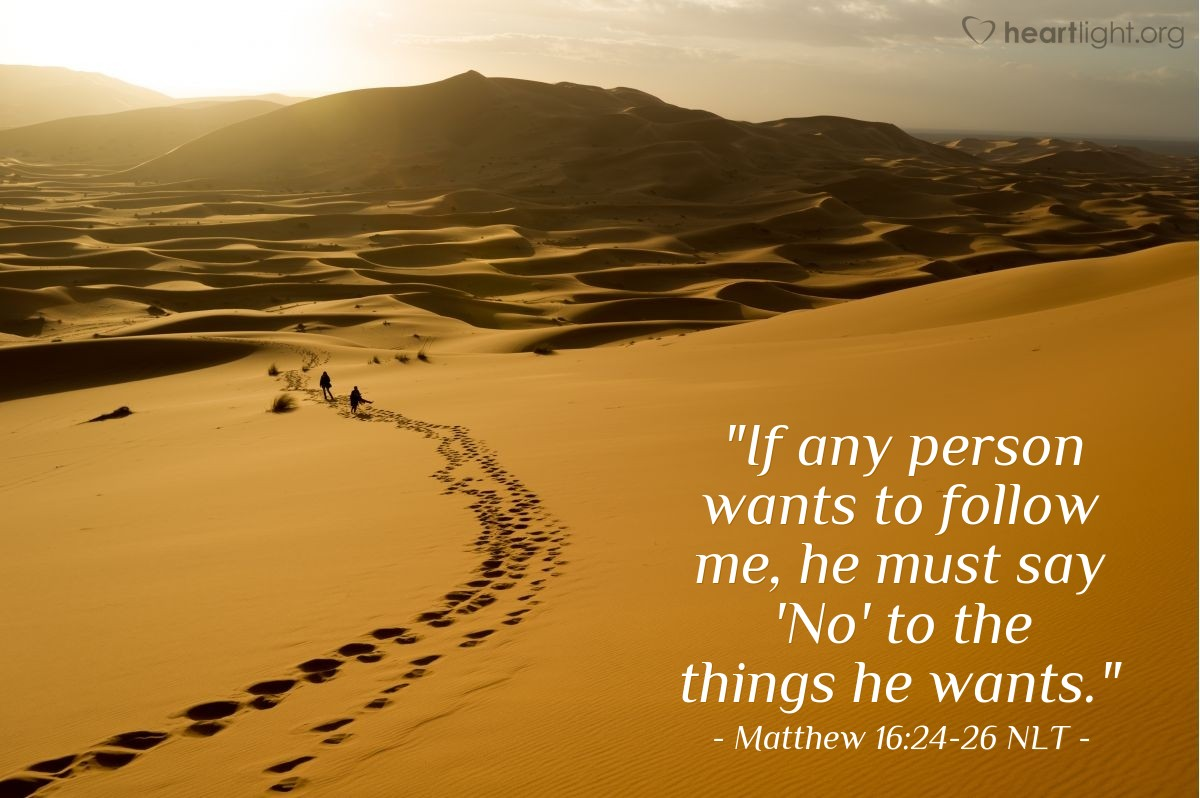 heartlight.org
"If any person
wants to follow
me, he must say
'No' to the
things he wants."
- Matthew 16:24-26 NLT -